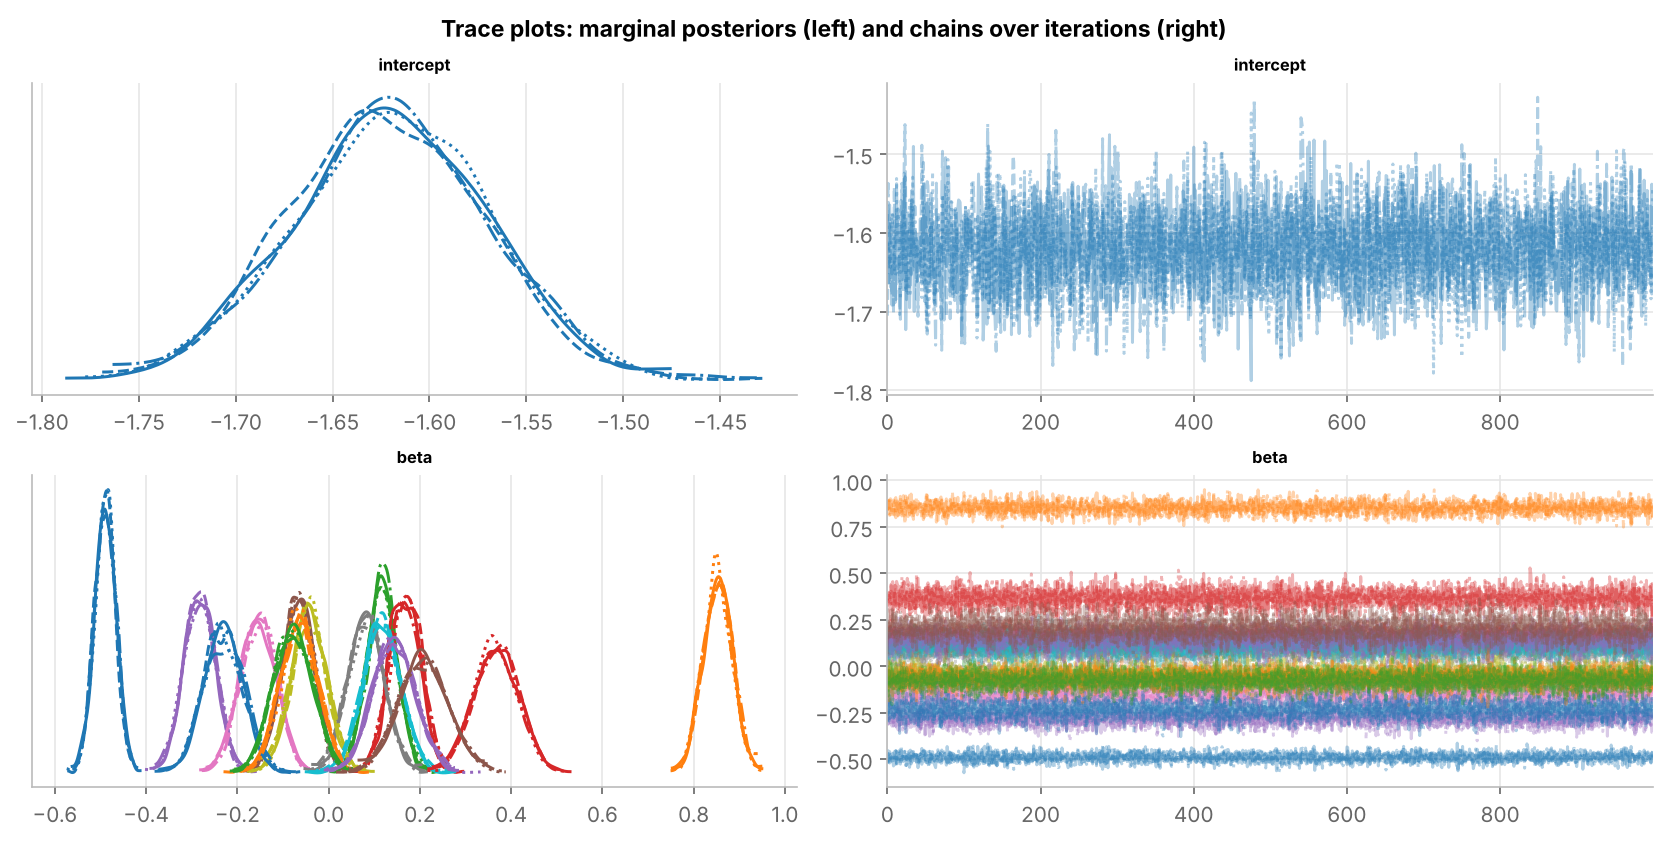 Trace plots: marginal posteriors (left) and chains over iterations (right)
intercept
−1.80 −1.75 −1.70 −1.65 −1.60 −1.55 −1.50 −1.45
intercept
−1.5
−1.6
−1.7
−1.8
0 200 400 600 800
beta
−0.6 −0.4 −0.2 0.0 0.2 0.4 0.6 0.8 1.0
beta
1.00
0.75
0.50
0.25
0.00
−0.25
−0.50
0 200 400 600 800